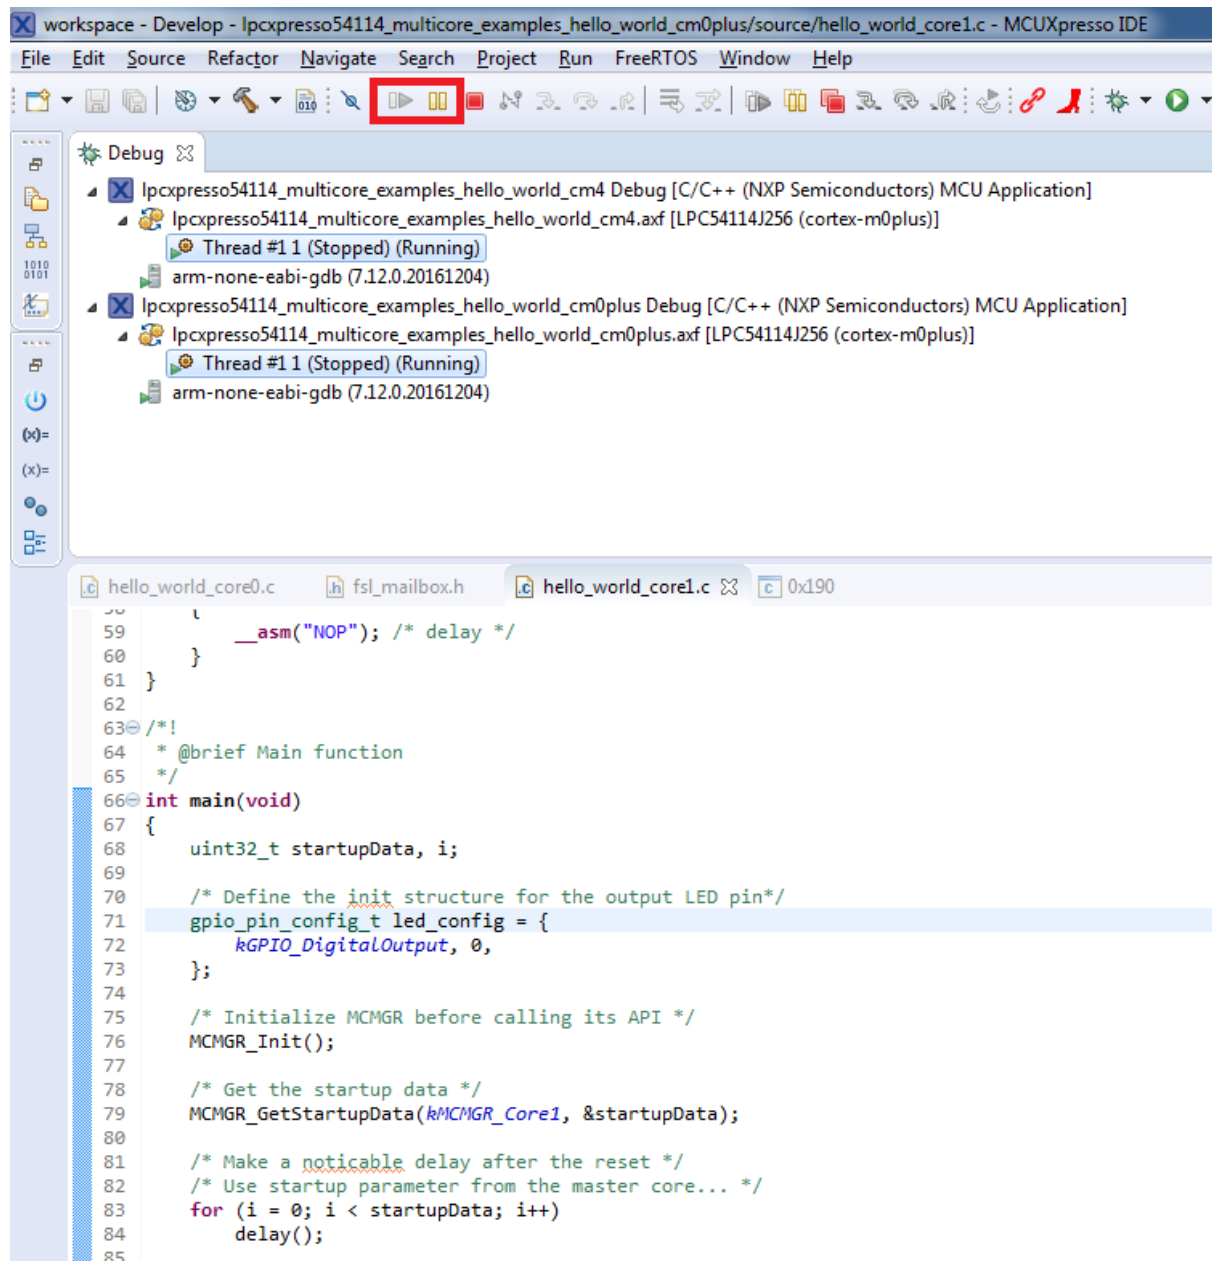 workspace - Develop - lpcxpresso54114_multicore_examples_hello_world_cm0plus/source/hello_world_core1.c - MCUXpresso IDE
File Edit Source Refactor Navigate Search Project Run FreeRTOS Window Help
010
Debug
lpcxpresso54114_multicore_examples_hello_world_cm4 Debug [C/C++ (NXP Semiconductors) MCU Application]
lpcxpresso54114_multicore_examples_hello_world_cm4.axf [LPC54114J256 (cortex-m0plus)]
Thread #1 1 (Stopped) (Running)
1010
0101
arm-none-eabi-gdb (7.12.0.20161204)
lpcxpresso54114_multicore_examples_hello_world_cm0plus Debug [C/C++ (NXP Semiconductors) MCU Application]
lpcxpresso54114_multicore_examples_hello_world_cm0plus.axf [LPC54114J256 (cortex-m0plus)]
Thread #1 1 (Stopped) (Running)
arm-none-eabi-gdb (7.12.0.20161204)
(x)=
(x)=
.c hello_world_core0.c .h fsl_mailbox.h .c hello_world_core1.c c 0x190
58 {
59 __asm("NOP"); /* delay */
60 }
61 }
62
63 /*!
64 * @brief Main function
65 */
66 int main(void)
67 {
68 uint32_t startupData, i;
69
70 /* Define the init structure for the output LED pin*/
71 gpio_pin_config_t led_config = {
72 kGPIO_DigitalOutput, 0,
73 };
74
75 /* Initialize MCMGR before calling its API */
76 MCMGR_Init();
77
78 /* Get the startup data */
79 MCMGR_GetStartupData(kMCMGR_Core1, &startupData);
80
81 /* Make a noticable delay after the reset */
82 /* Use startup parameter from the master core... */
83 for (i = 0; i < startupData; i++)
84 delay();
85